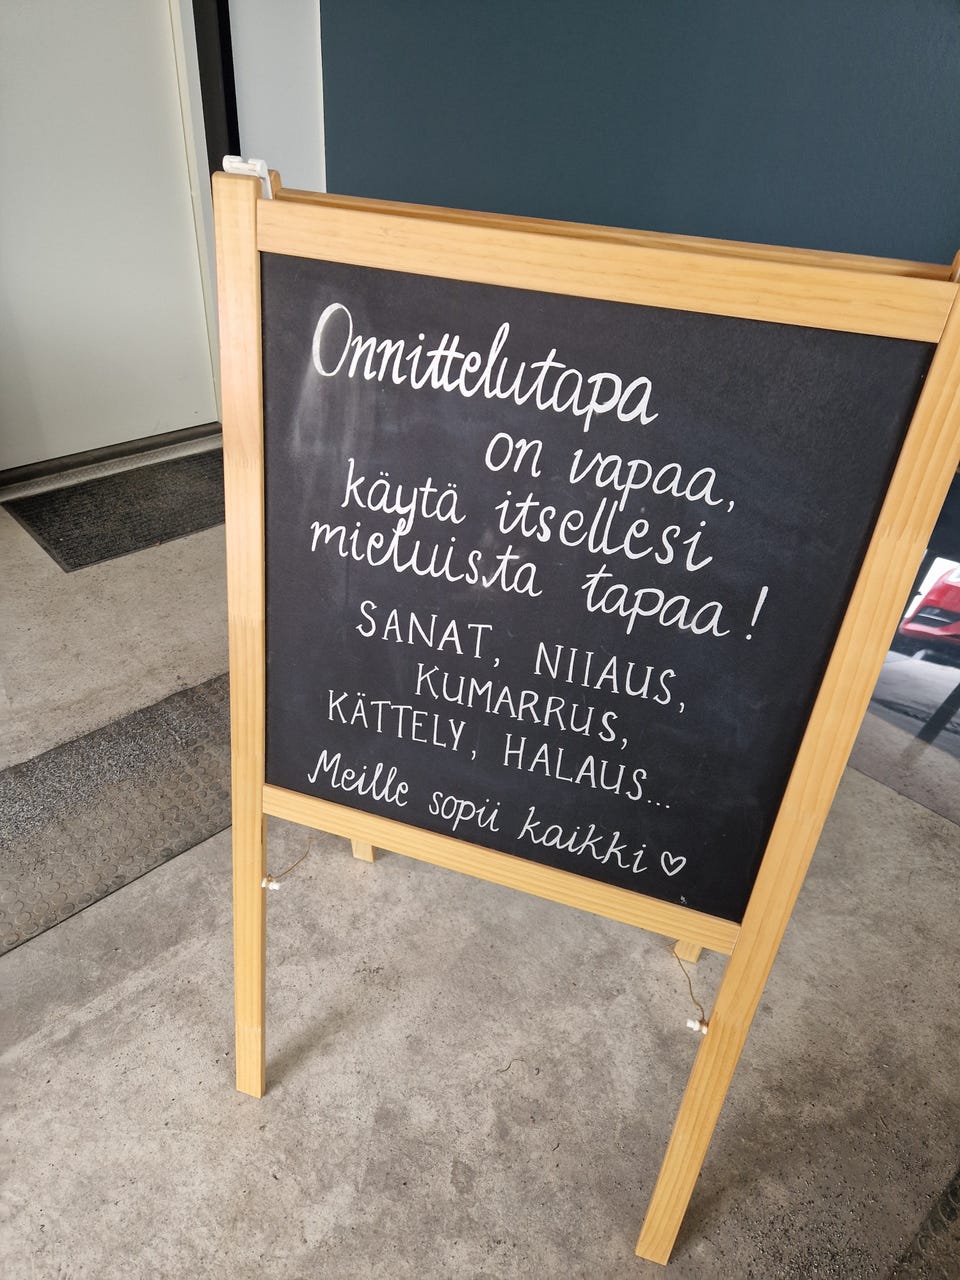 Onnittelutapa
on vapaa,
käytä itsellesi
mieluista tapaa!
SANAT, NIIAUS,
KUMARRUS,
KÄTTELY, HALAUS...
Meille sopii kaikki ♡